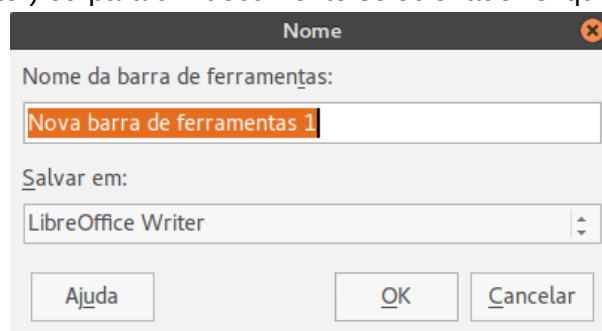 Nome
Nome da barra de ferramentas:
Nova barra de ferramentas 1
Salvar em:
LibreOffice Writer
Ajuda
OK
Cancelar